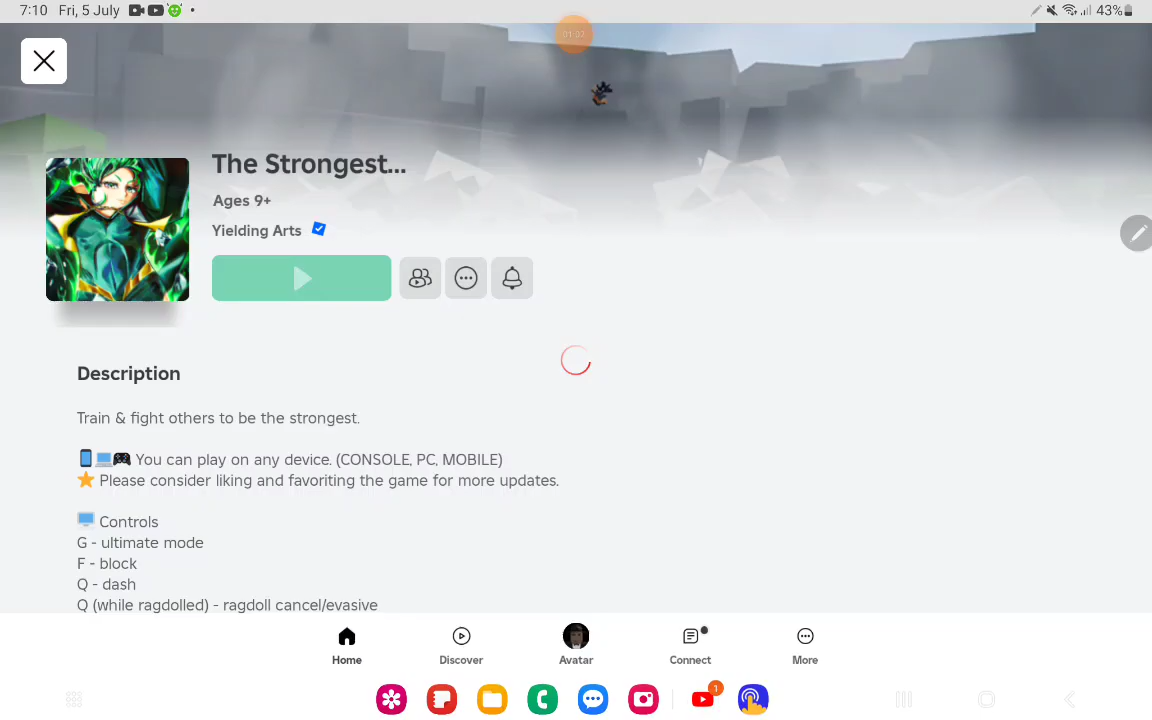 7:10 Fri, 5 July
43%
01:27
The Strongest...
Ages 9+
Yielding Arts
Description
Train & fight others to be the strongest.
You can play on any device. (CONSOLE, PC, MOBILE)
Please consider liking and favoriting the game for more updates.
Controls
G - ultimate mode
F - block
Q - dash
Q (while ragdolled) - ragdoll cancel/evasive
Home
Discover
Avatar
Connect
More
1